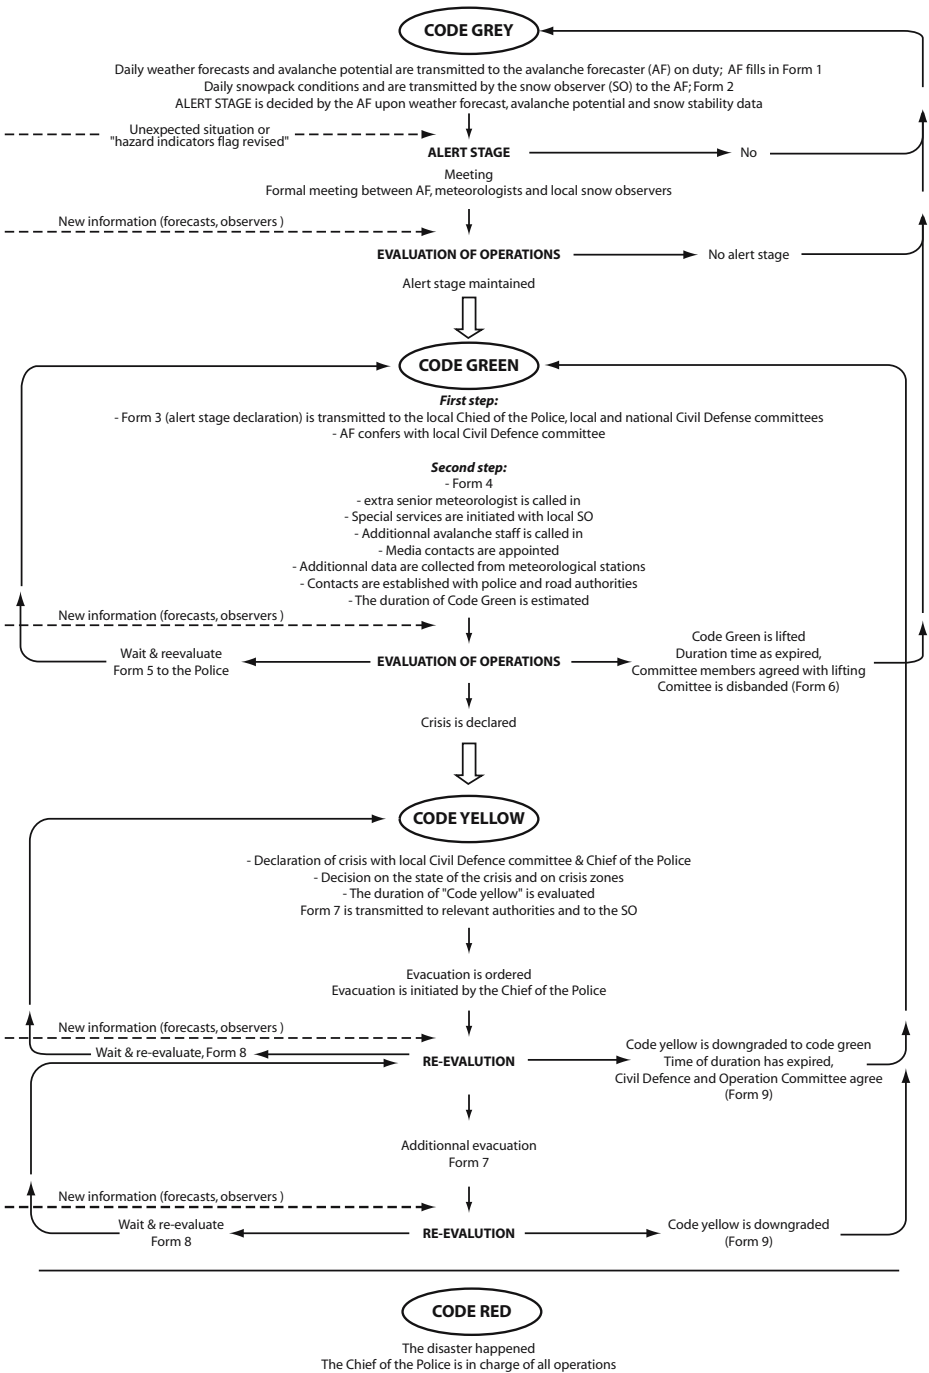 CODE GREY
Daily weather forecasts and avalanche potential are transmitted to the avalanche forecaster (AF) on duty; AF fills in Form 1
Daily snowpack conditions and are transmitted by the snow observer (SO) to the AF; Form 2
ALERT STAGE is decided by the AF upon weather forecast, avalanche potential and snow stability data
Unexpected situation or
"hazard indicators flag revised"
ALERT STAGE
No
Meeting
Formal meeting between AF, meteorologists and local snow observers
New information (forecasts, observers )
EVALUATION OF OPERATIONS
No alert stage
Alert stage maintained
CODE GREEN
First step:
- Form 3 (alert stage declaration) is transmitted to the local Chied of the Police, local and national Civil Defense committees
- AF confers with local Civil Defence committee
Second step:
- Form 4
- extra senior meteorologist is called in
- Special services are initiated with local SO
- Additionnal avalanche staff is called in
- Media contacts are appointed
- Additionnal data are collected from meteorological stations
- Contacts are established with police and road authorities
- The duration of Code Green is estimated
New information (forecasts, observers )
Wait & reevaluate
Form 5 to the Police
EVALUATION OF OPERATIONS
Code Green is lifted
Duration time as expired,
Committee members agreed with lifting
Comittee is disbanded (Form 6)
Crisis is declared
CODE YELLOW
- Declaration of crisis with local Civil Defence committee & Chief of the Police
- Decision on the state of the crisis and on crisis zones
- The duration of "Code yellow" is evaluated
Form 7 is transmitted to relevant authorities and to the SO
Evacuation is ordered
Evacuation is initiated by the Chief of the Police
New information (forecasts, observers )
Wait & re-evaluate, Form 8
RE-EVALUTION
Code yellow is downgraded to code green
Time of duration has expired,
Civil Defence and Operation Committee agree
(Form 9)
Additionnal evacuation
Form 7
New information (forecasts, observers )
Wait & re-evaluate
Form 8
RE-EVALUTION
Code yellow is downgraded
(Form 9)
CODE RED
The disaster happened
The Chief of the Police is in charge of all operations